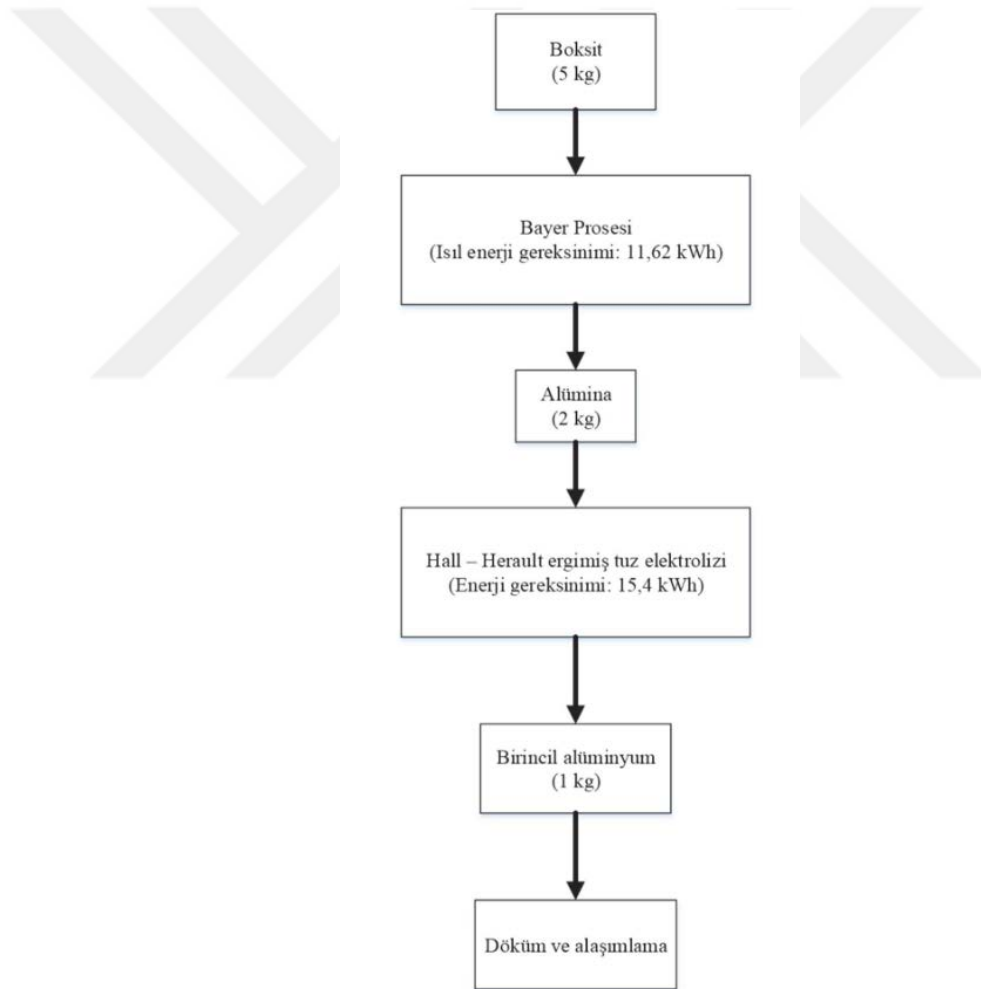 Boksit
(5 kg)
Bayer Prosesi
(Isıl enerji gereksinimi: 11,62 kWh)
Alümina
(2 kg)
Hall – Herault ergimiş tuz elektrolizi
(Enerji gereksinimi: 15,4 kWh)
Birincil alüminyum
(1 kg)
Döküm ve alaşımlama